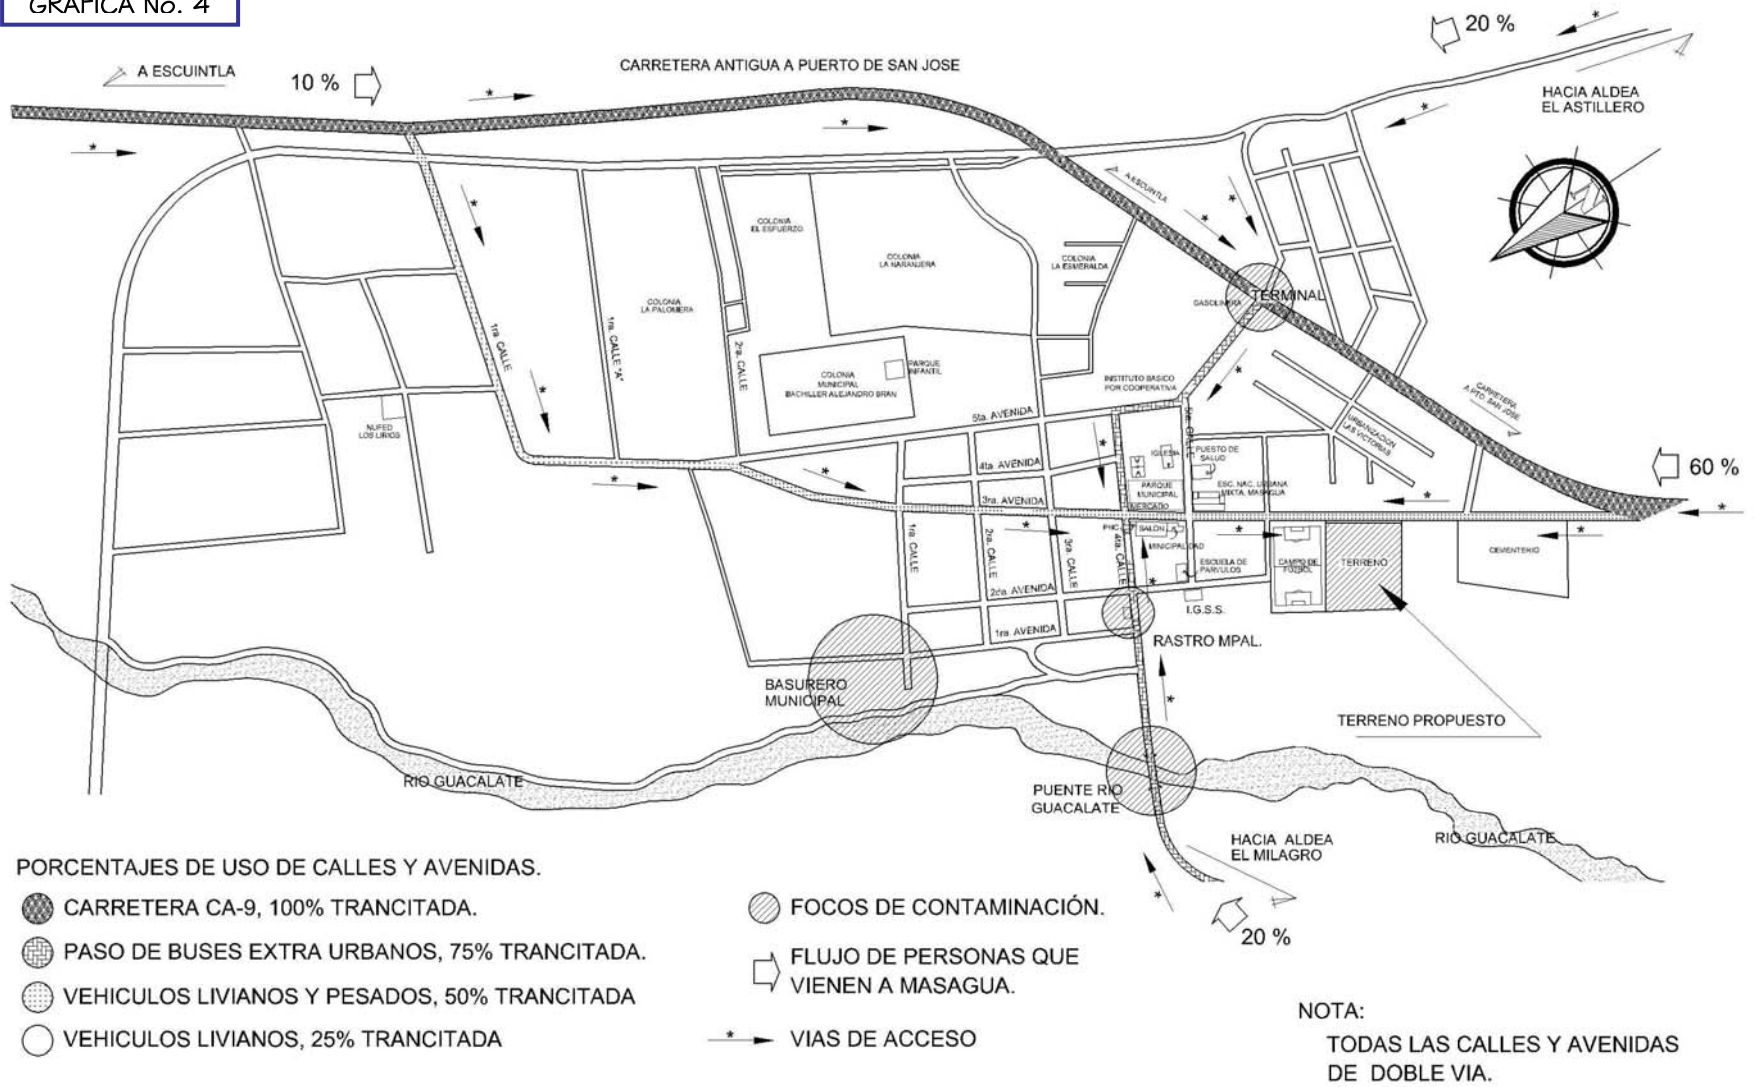 GRAFICA No. 4
20 %
A ESCUINTLA
10 %
CARRETERA ANTIGUA A PUERTO DE SAN JOSE
HACIA ALDEA
EL ASTILLERO
A ESCUINTLA
COLONIA
EL ESFUERZO
COLONIA
LA NARANJERA
COLONIA
LA ESMERALDA
COLONIA
LA PALOMERA
GASOLINERA
TERMINAL
1ra. CALLE
1ra. CALLE "A"
2ra. CALLE
COLONIA
MUNICIPAL
BACHILLER ALEJANDRO BRAN
PARQUE
INFANTIL
INSTITUTO BASICO
POR COOPERATIVA
CARRETERA
A PTO. SAN JOSE
NUFED
LOS LIRIOS
5ta. AVENIDA
5ta. CALLE
URBANIZACION
LAS VICTORIAS
4ta. AVENIDA
IGLESIA
PUESTO DE
SALUD
60 %
3ra. AVENIDA
PARQUE
MUNICIPAL
MERCADO
ESC. NAC. URBANA
MIXTA. MASAGUA
1ra. CALLE
2ra. CALLE
3ra. CALLE
4ta. CALLE
PNC.
SALON
MINICIPALIDAD
ESCUELA DE
PARVULOS
CAMPO DE
FUTBOL
TERRENO
CEMENTERIO
2da. AVENIDA
I.G.S.S.
1ra. AVENIDA
RASTRO MPAL.
BASURERO
MUNICIPAL
TERRENO PROPUESTO
RIO GUACALATE
PUENTE RIO
GUACALATE
HACIA ALDEA
EL MILAGRO
RIO GUACALATE
20 %
PORCENTAJES DE USO DE CALLES Y AVENIDAS.
CARRETERA CA-9, 100% TRANCITADA.
PASO DE BUSES EXTRA URBANOS, 75% TRANCITADA.
VEHICULOS LIVIANOS Y PESADOS, 50% TRANCITADA
VEHICULOS LIVIANOS, 25% TRANCITADA
FOCOS DE CONTAMINACIÓN.
FLUJO DE PERSONAS QUE
VIENEN A MASAGUA.
VIAS DE ACCESO
NOTA:
TODAS LAS CALLES Y AVENIDAS
DE DOBLE VIA.